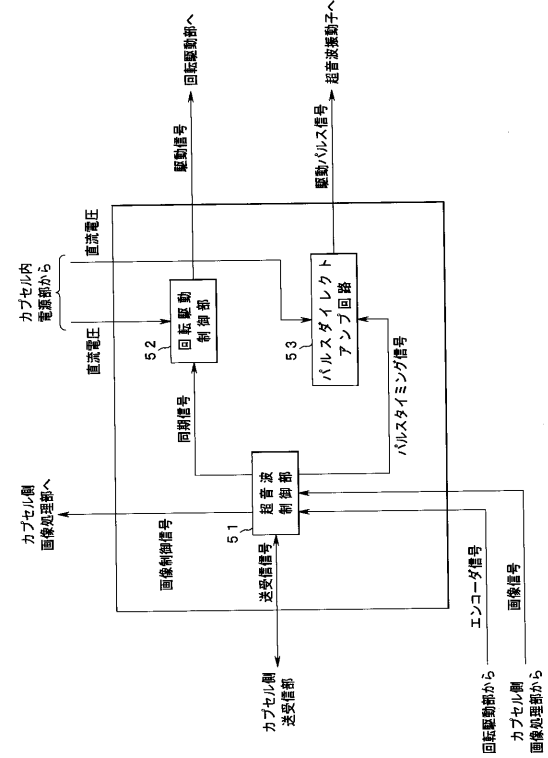 カプセル側
画像処理部へ
カプセル内
電源部から
直流電圧
直流電圧
画像制御信号
カプセル側
送受信部
送受信信号
51
超音波
制御部
同期信号
52
回転駆動
制御部
駆動信号
回転駆動部へ
53
パルスダイレクト
アンプ回路
駆動パルス信号
超音波振動子へ
パルスタイミング信号
回転駆動部から
エンコーダ信号
カプセル側
画像処理部から
画像信号